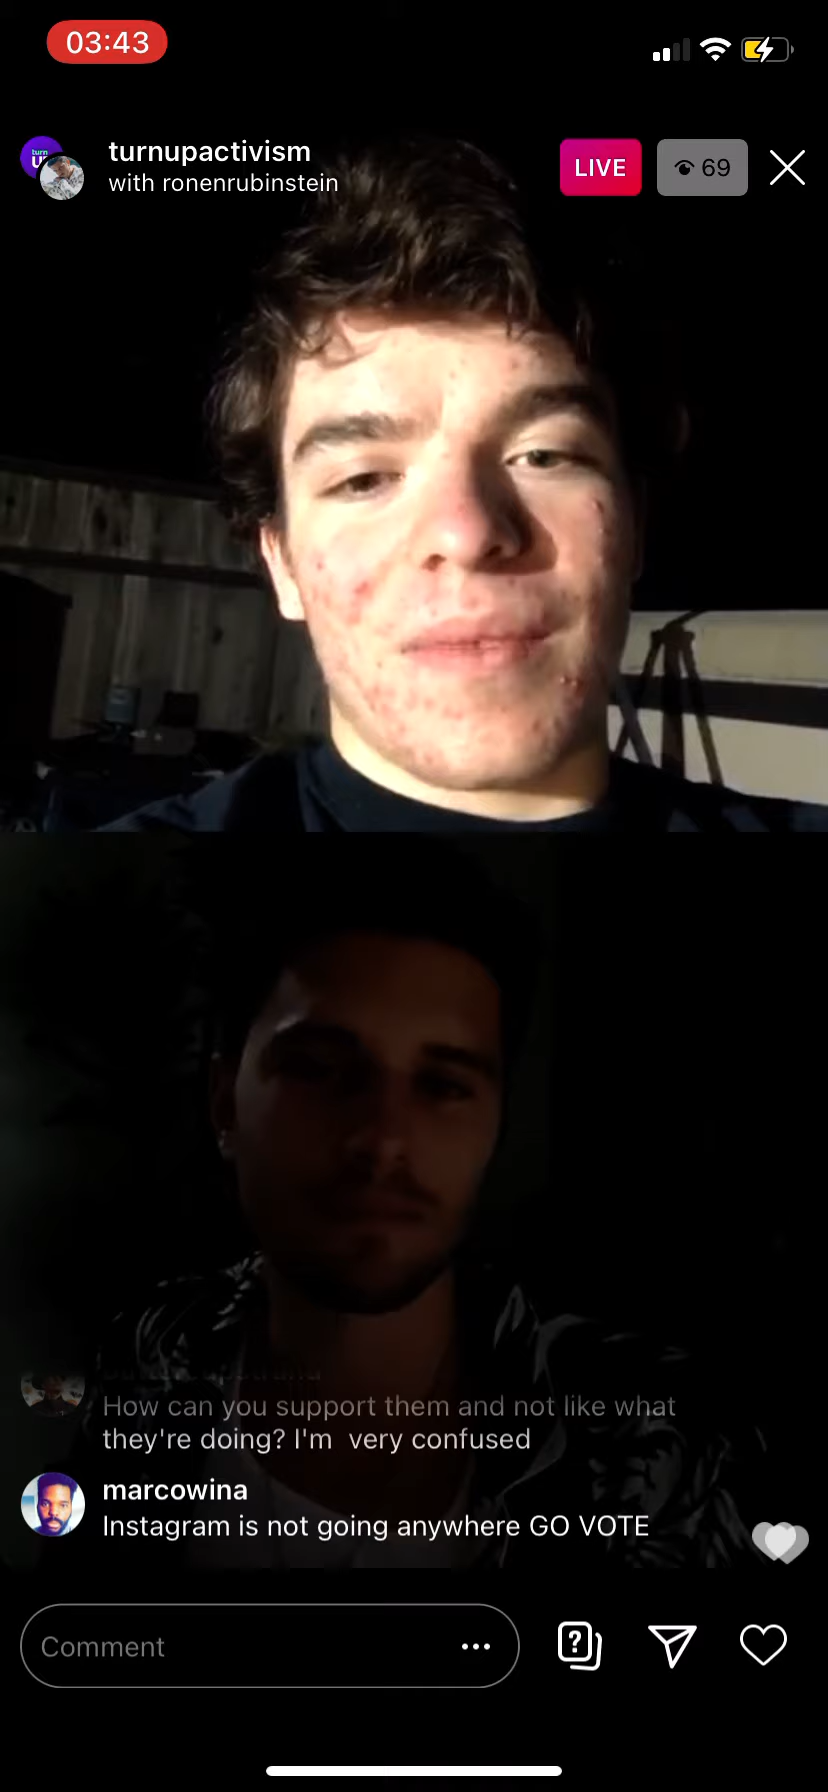 03:43
turn
U
turnupactivism
with ronenrubinstein
LIVE
69
How can you support them and not like what
they're doing? I'm  very confused
marcowina
Instagram is not going anywhere GO VOTE
Comment